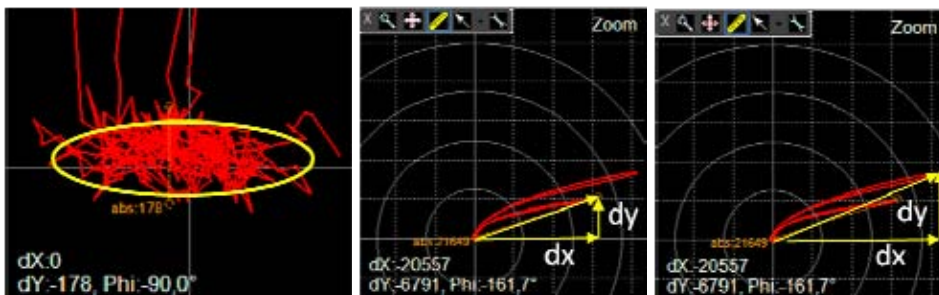 abs:178
dX:0
dY:-178, Phi:-90,0°
X
Zoom
dy
abs:21649
dx
dX:-20557
dY:-6791, Phi:-161,7°
X
Zoom
dy
abs:21649
dx
dX:-20557
dY:-6791, Phi:-161,7°